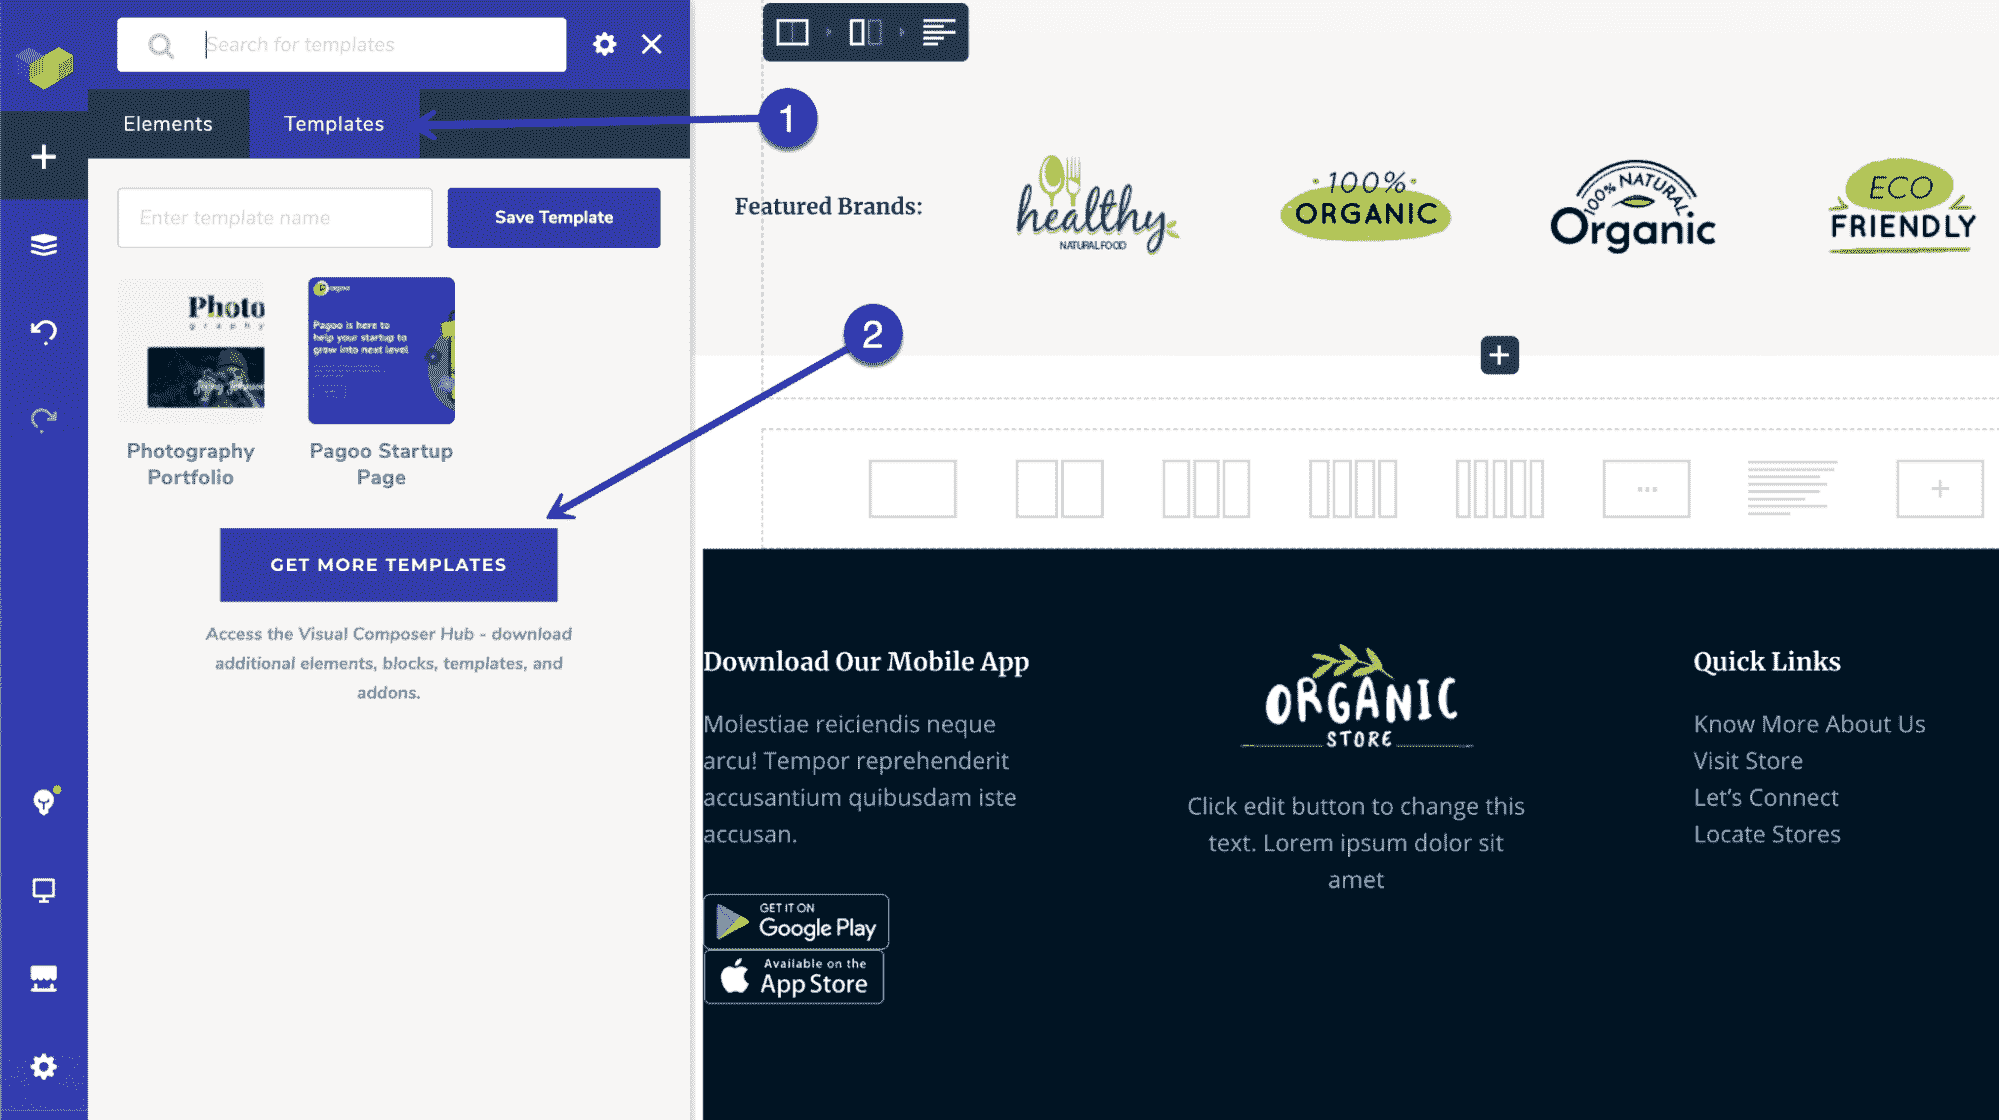 Search for templates
Elements
Templates
1
Enter template name
Save Template
Photo
graphy
Pagoo is here to
help your startup to
grow into next level
Photography
Portfolio
Pagoo Startup
Page
2
GET MORE TEMPLATES
Access the Visual Composer Hub - download
additional elements, blocks, templates, and
addons.
Featured Brands:
healthy
NATURAL FOOD
100%
ORGANIC
100% NATURAL
Organic
ECO
FRIENDLY
Download Our Mobile App
Molestiae reiciendis neque
arcu! Tempor reprehenderit
accusantium quibusdam iste
accusan.
GET IT ON
Google Play
Available on the
App Store
ORGANIC
STORE
Click edit button to change this
text. Lorem ipsum dolor sit
amet
Quick Links
Know More About Us
Visit Store
Let's Connect
Locate Stores